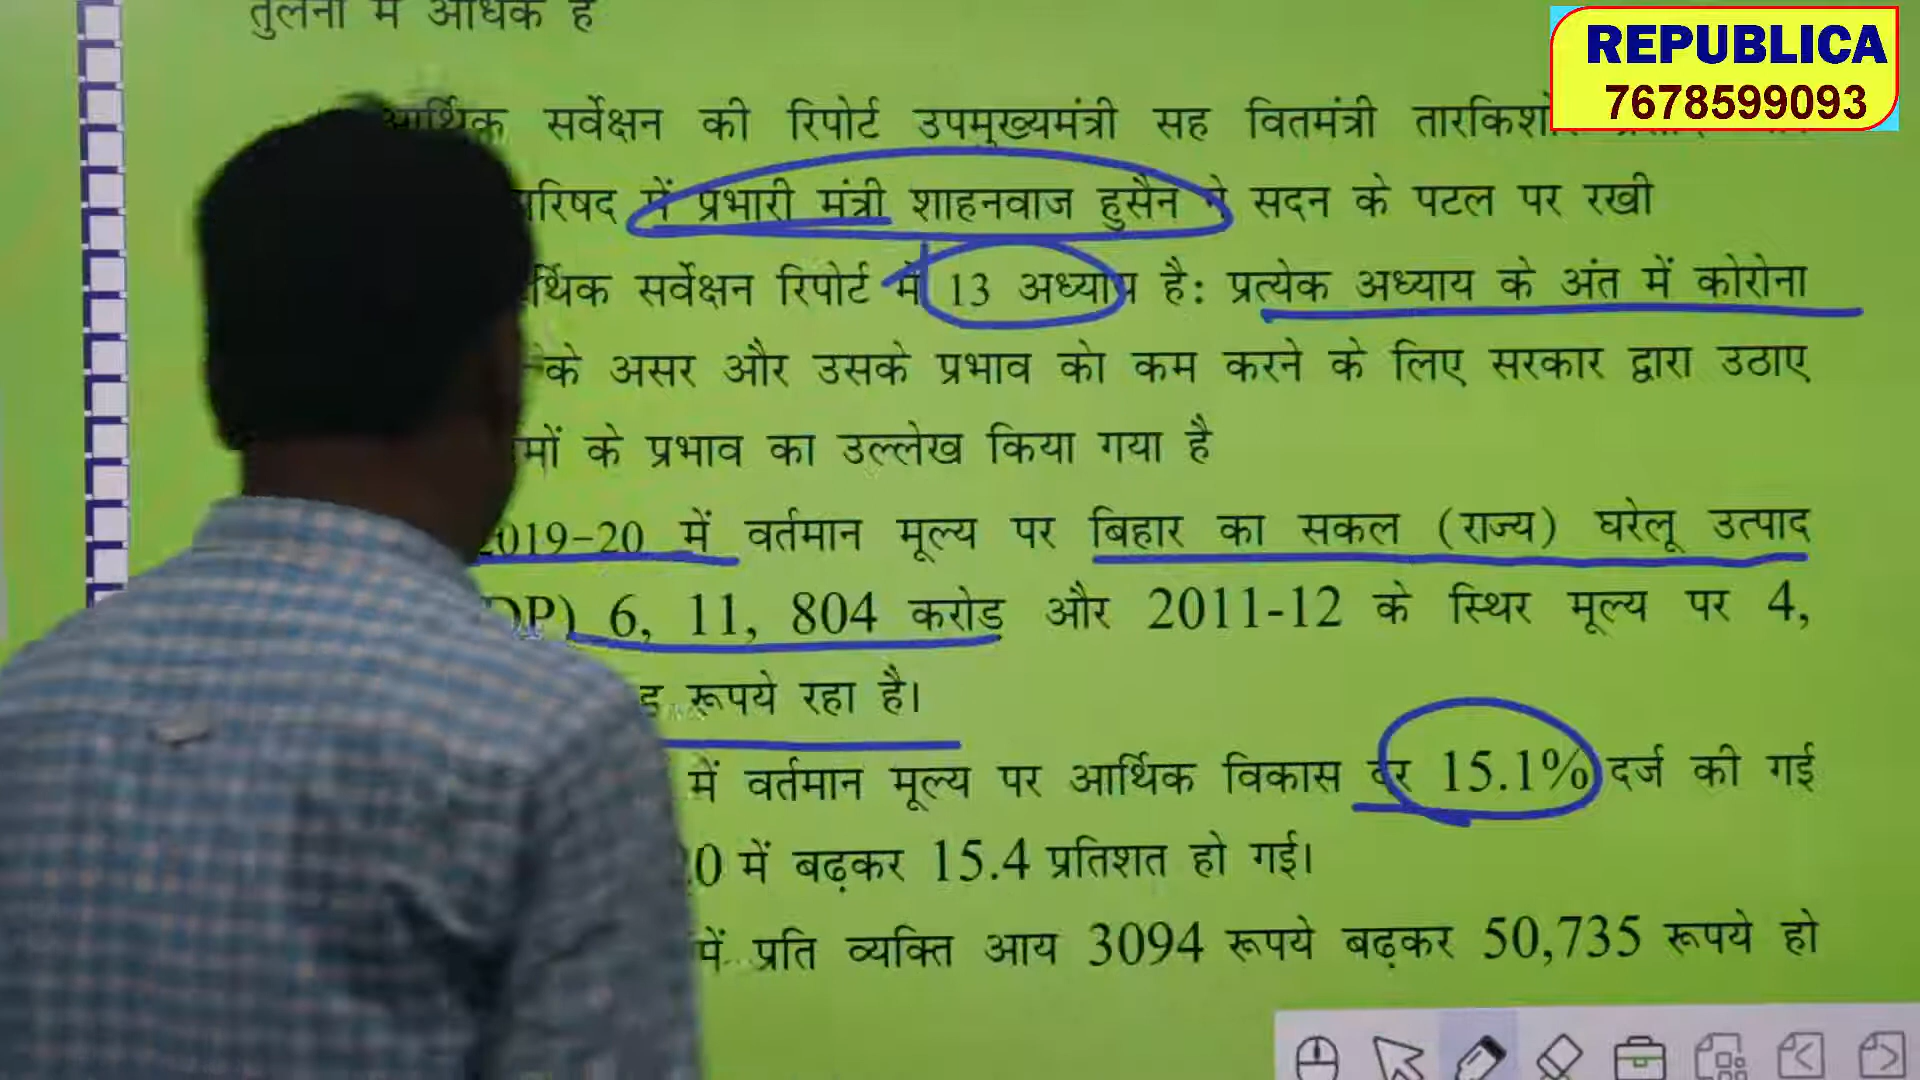 REPUBLICA
7678599093
तुलना में अधिक है
आर्थिक सर्वेक्षन की रिपोर्ट उपमुख्यमंत्री सह वितमंत्री
में प्रभारी मंत्री शाहनवाज हुसैन ने सदन के पटल पर रखी
सर्वेक्षन रिपोर्ट में 13 अध्याय है: प्रत्येक अध्याय के अंत में कोरोना
के असर और उसके प्रभाव को कम करने के लिए सरकार द्वारा उठाए
के प्रभाव का उल्लेख किया गया है
2019-20 में वर्तमान मूल्य पर बिहार का सकल (राज्य) घरेलू उत्पाद
DP) 6, 11, 804 करोड और 2011-12 के स्थिर मूल्य पर 4,
रूपये रहा है।
में वर्तमान मूल्य पर आर्थिक विकास दर 15.1% दर्ज की गई
में बढ़कर 15.4 प्रतिशत हो गई।
में प्रति व्यक्ति आय 3094 रूपये बढ़कर 50,735 रूपये हो